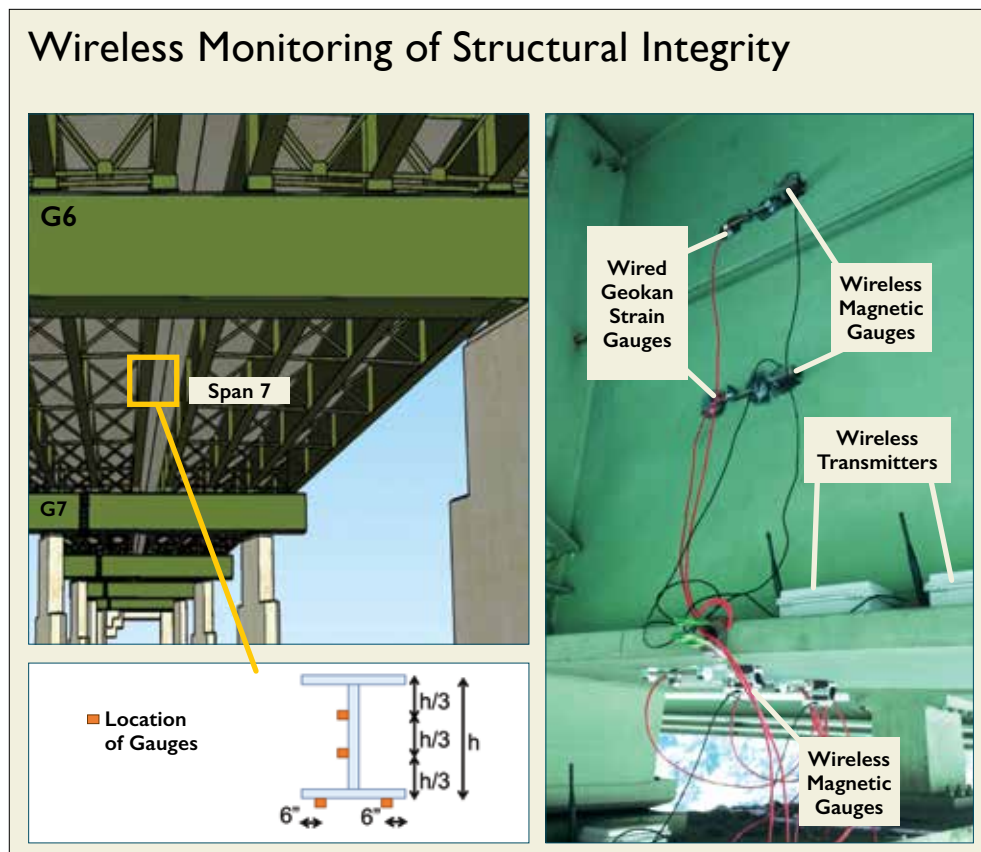 Wireless Monitoring of Structural Integrity
G6
Span 7
G7
Location
of Gauges
h/3
h/3
h/3
h
6"
6"
Wired
Geokan
Strain
Gauges
Wireless
Magnetic
Gauges
Wireless
Transmitters
Wireless
Magnetic
Gauges